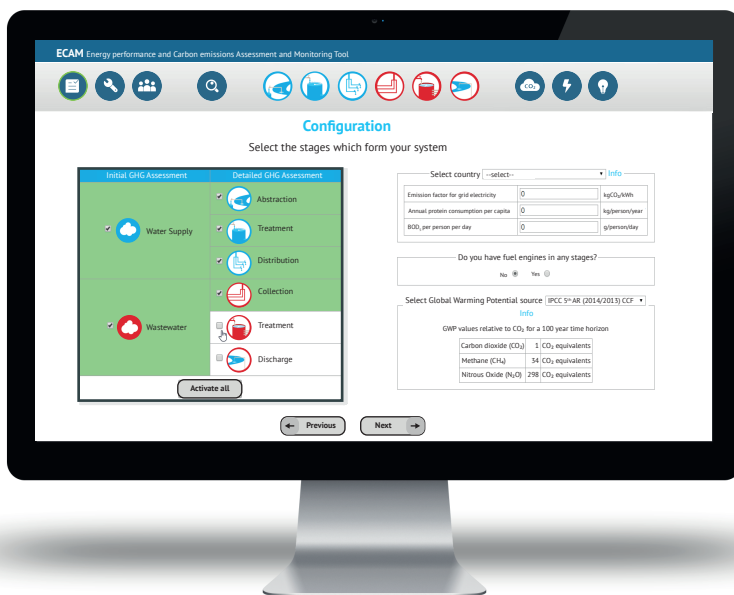 ECAM Energy performance and Carbon emissions Assessment and Monitoring Tool
CO₂
Configuration
Select the stages which form your system
Initial GHG Assessment Detailed GHG Assessment
Water Supply
Abstraction
Treatment
Distribution
Wastewater
Collection
Treatment
Discharge
Activate all
Select country --select-- Info
Emission factor for grid electricity 0 kgCO₂/kWh
Annual protein consumption per capita 0 kg/person/year
BOD₅ per person per day 0 g/person/day
Do you have fuel engines in any stages?
No Yes
Select Global Warming Potential source IPCC 5ᵗʰ AR (2014/2013) CCF
Info
GWP values relative to CO₂ for a 100 year time horizon
Carbon dioxide (CO₂) 1 CO₂ equivalents
Methane (CH₄) 34 CO₂ equivalents
Nitrous Oxide (N₂O) 298 CO₂ equivalents
Previous Next